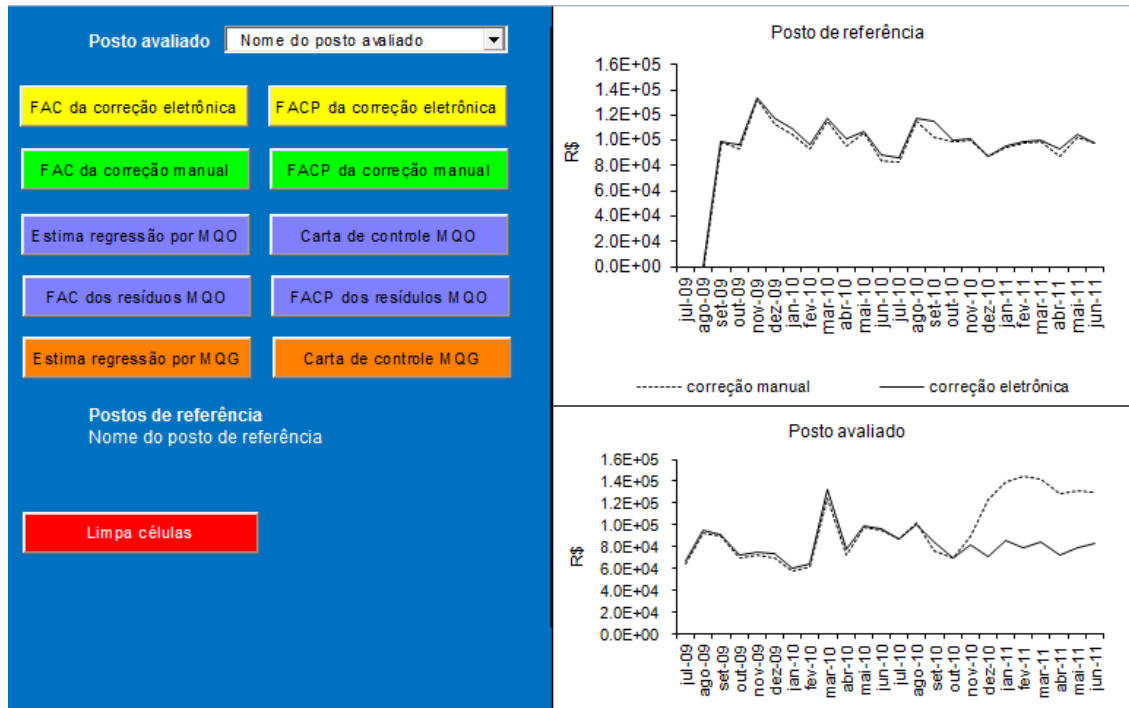 Posto avaliado
Nome do posto avaliado
FAC da correção eletrônica
FACP da correção eletrônica
FAC da correção manual
FACP da correção manual
Estima regressão por MQO
Carta de controle MQO
FAC dos resíduos MQO
FACP dos resídulos MQO
Estima regressão por MQG
Carta de controle MQG
Postos de referência
Nome do posto de referência
Limpa células
Posto de referência
R$
1.6E+05
1.4E+05
1.2E+05
1.0E+05
8.0E+04
6.0E+04
4.0E+04
2.0E+04
0.0E+00
jul-09
ago-09
set-09
out-09
nov-09
dez-09
jan-10
fev-10
mar-10
abr-10
mai-10
jun-10
jul-10
ago-10
set-10
out-10
nov-10
dez-10
jan-11
fev-11
mar-11
abr-11
mai-11
jun-11
correção manual
correção eletrônica
Posto avaliado
R$
1.6E+05
1.4E+05
1.2E+05
1.0E+05
8.0E+04
6.0E+04
4.0E+04
2.0E+04
0.0E+00
jul-09
ago-09
set-09
out-09
nov-09
dez-09
jan-10
fev-10
mar-10
abr-10
mai-10
jun-10
jul-10
ago-10
set-10
out-10
nov-10
dez-10
jan-11
fev-11
mar-11
abr-11
mai-11
jun-11